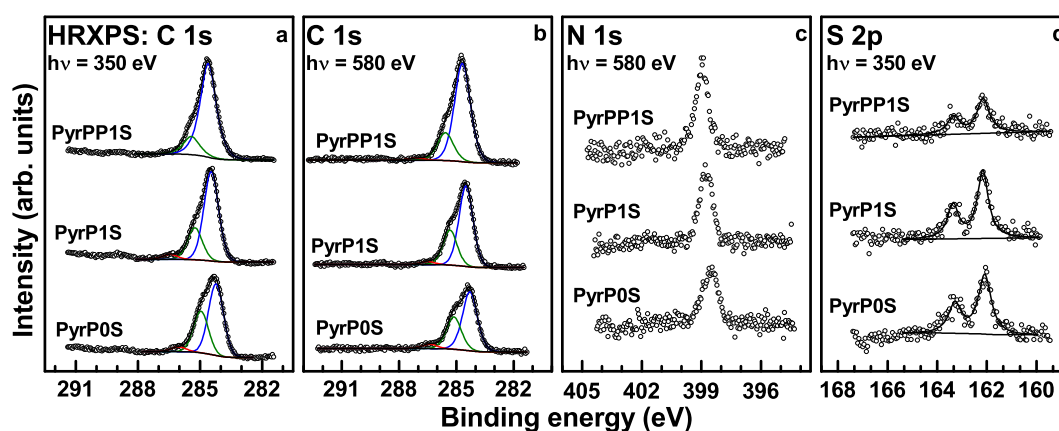 HRXPS: C 1s
a
hν = 350 eV
PyrPP1S
PyrP1S
PyrP0S
291 288 285 282
C 1s
b
hν = 580 eV
PyrPP1S
PyrP1S
PyrP0S
291 288 285 282
N 1s
c
hν = 580 eV
PyrPP1S
PyrP1S
PyrP0S
405 402 399 396
S 2p
hν = 350 eV
PyrPP1S
PyrP1S
PyrP0S
168 166 164 162 160
Intensity (arb. units)
Binding energy (eV)